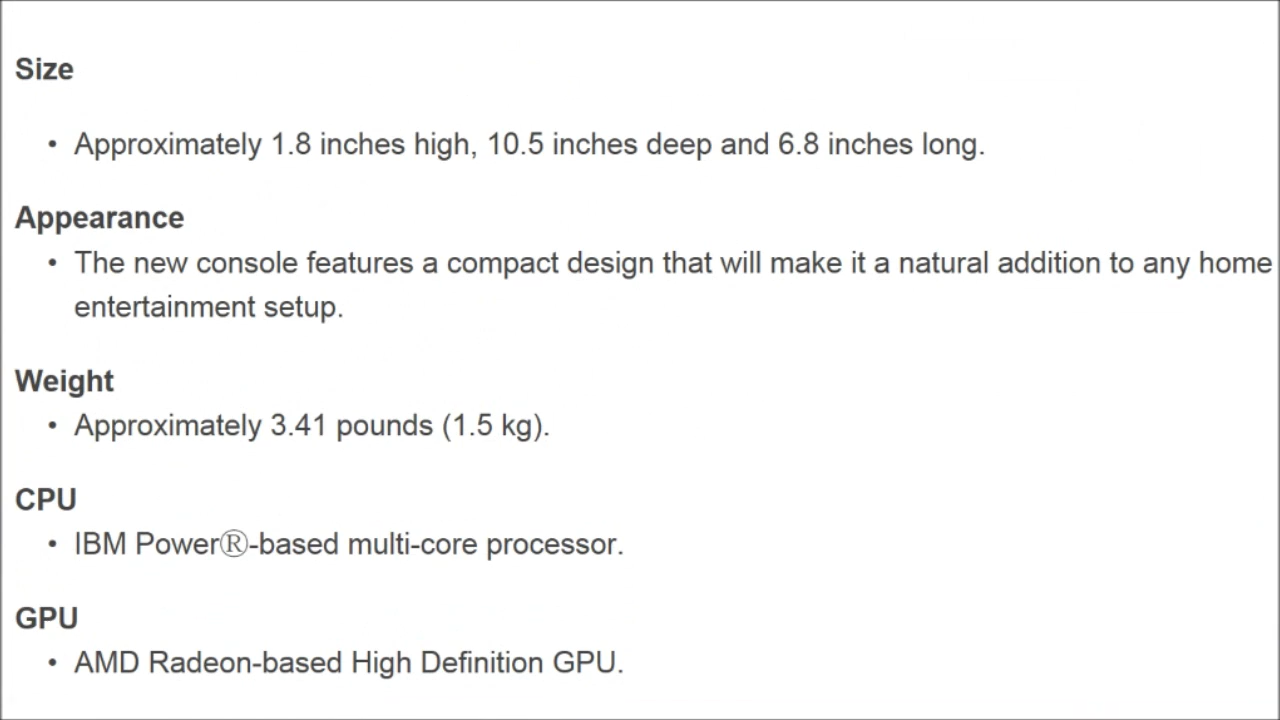 Size
• Approximately 1.8 inches high, 10.5 inches deep and 6.8 inches long.
Appearance
• The new console features a compact design that will make it a natural addition to any home
entertainment setup.
Weight
• Approximately 3.41 pounds (1.5 kg).
CPU
• IBM Power®-based multi-core processor.
GPU
• AMD Radeon-based High Definition GPU.